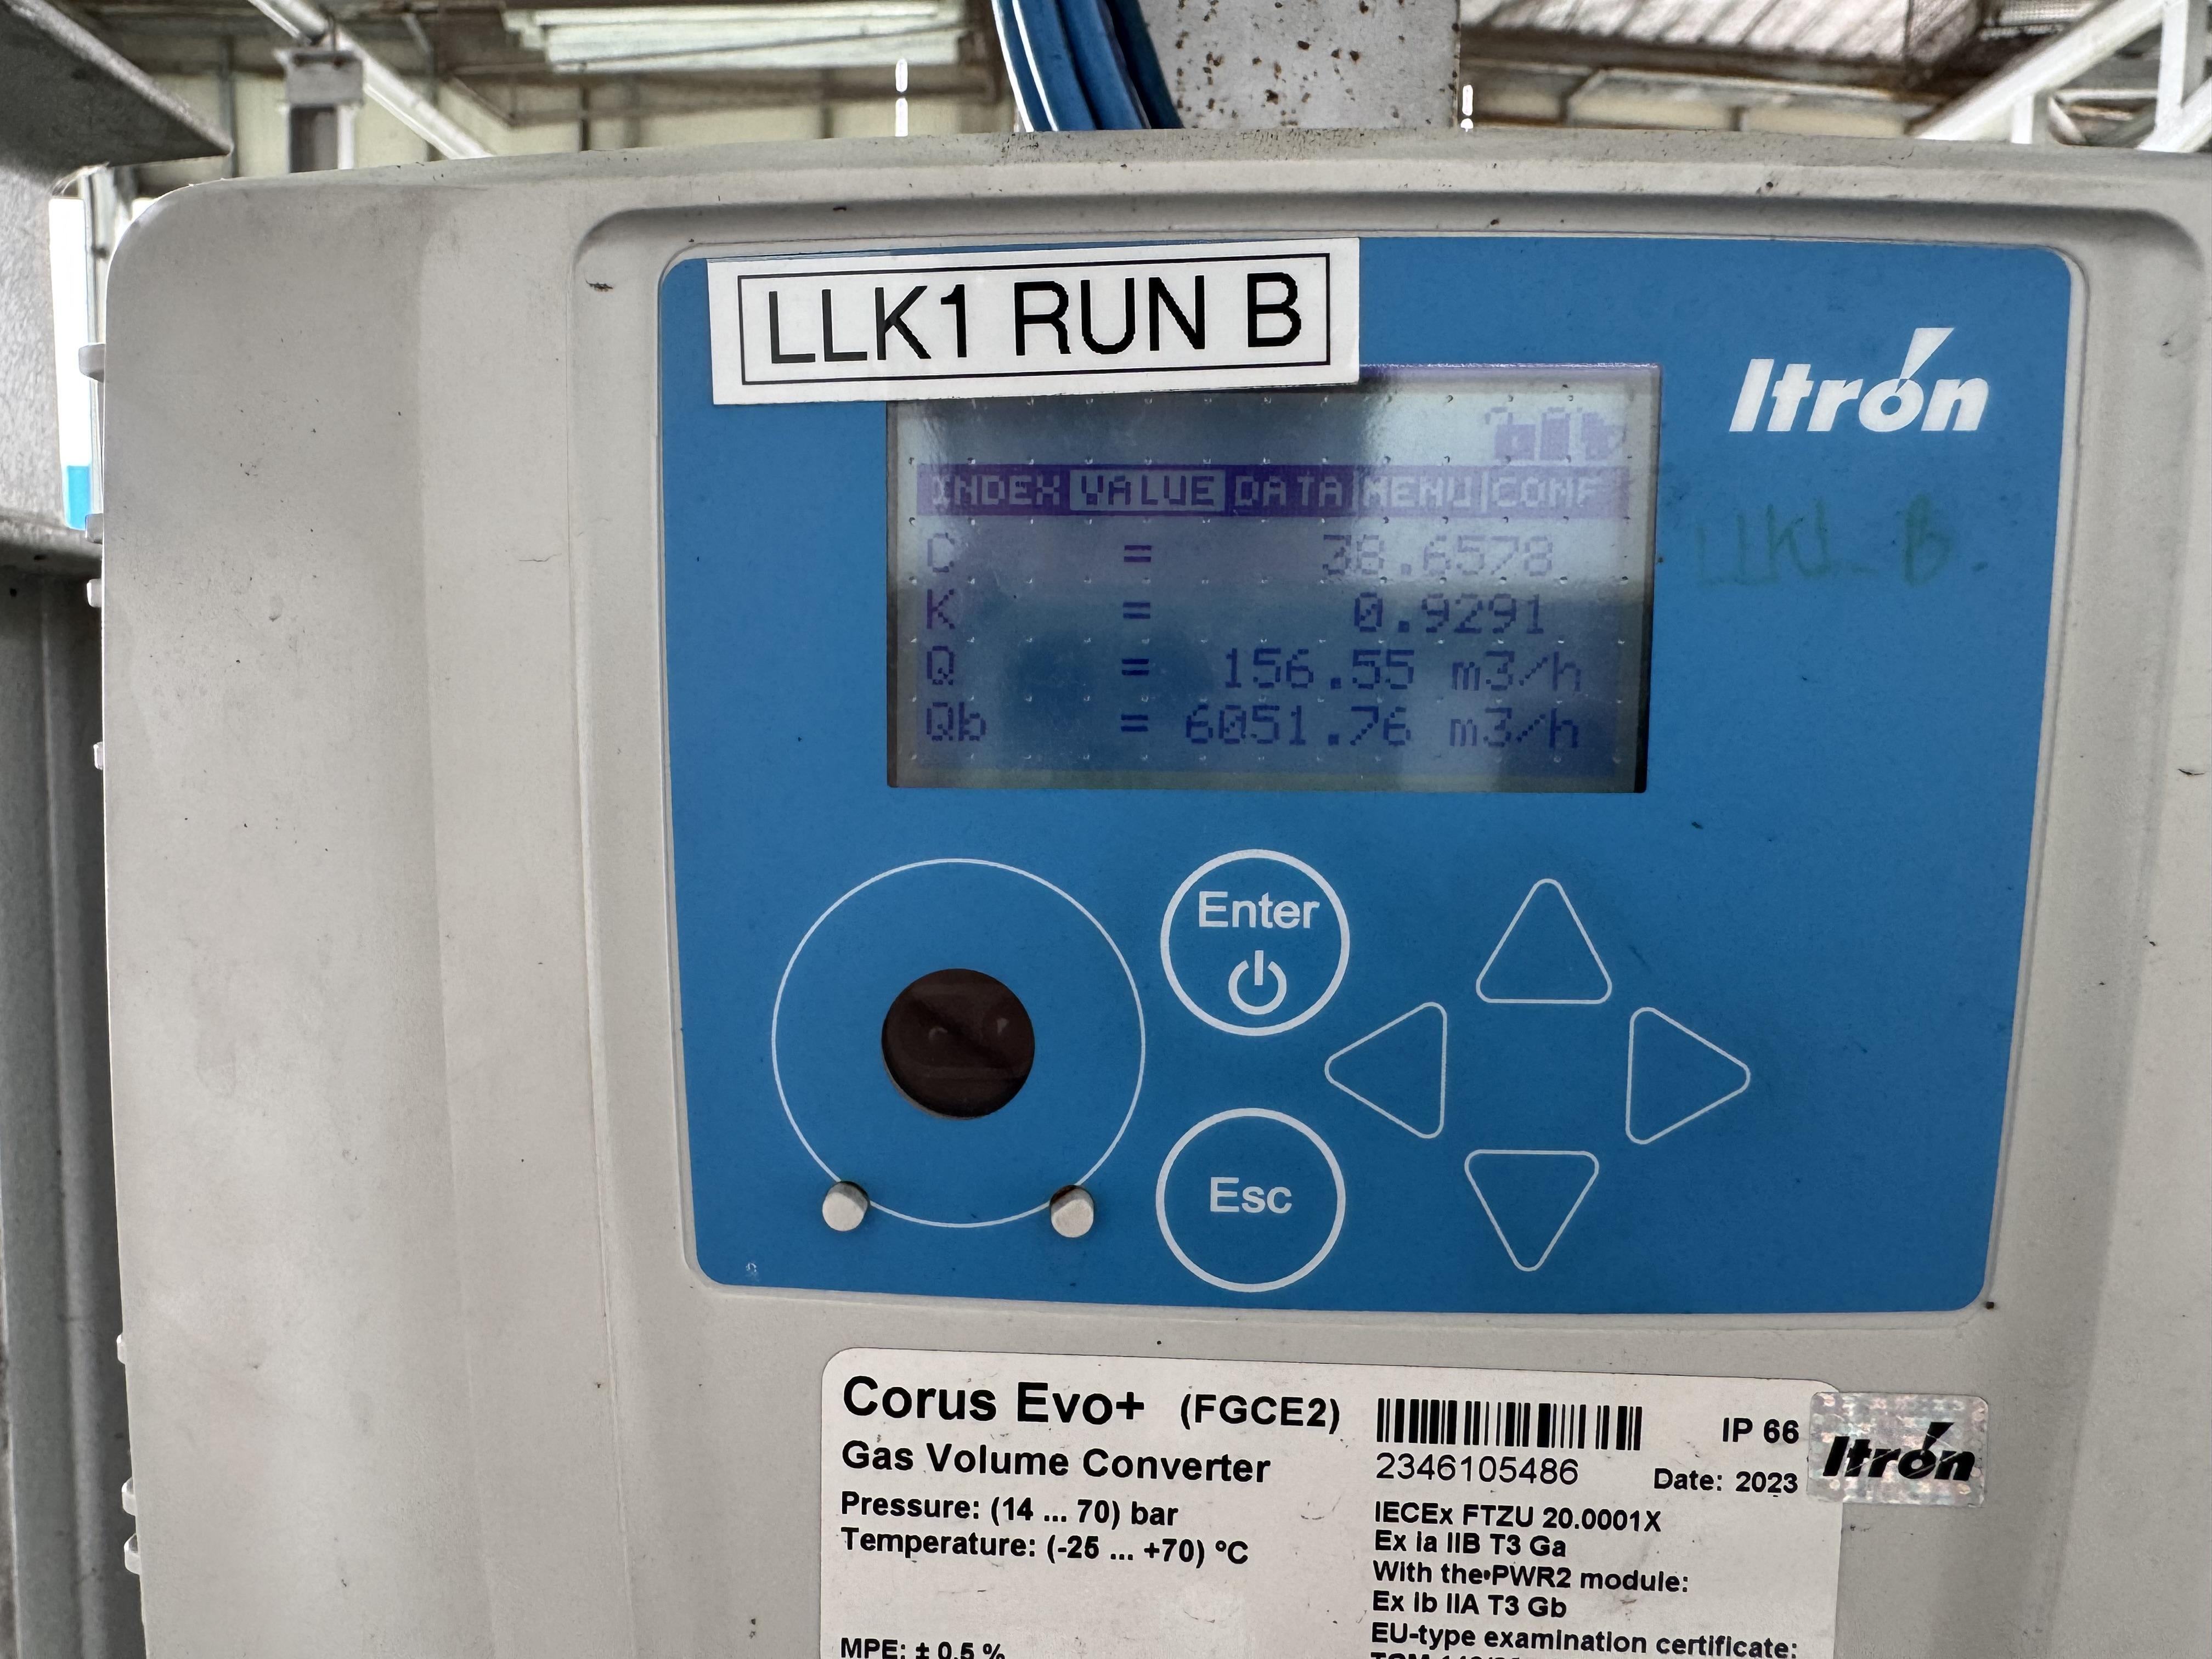 LLK1 RUN B
Itrón
INDEX VALUE DATA MENU CONF
LLK1_B.
C = 38.6578
K = 0.9291
Q = 156.55 m3/h
Qb = 6051.76 m3/h
Enter
Esc
Corus Evo+ (FGCE2)
Gas Volume Converter
Pressure: (14 ... 70) bar
Temperature: (-25 ... +70) °C
MPE: ± 0.5 %
2346105486
IP 66
Date: 2023
Itrón
IECEx FTZU 20.0001X
Ex ia IIB T3 Ga
With the PWR2 module:
Ex ib IIA T3 Gb
EU-type examination certificate: